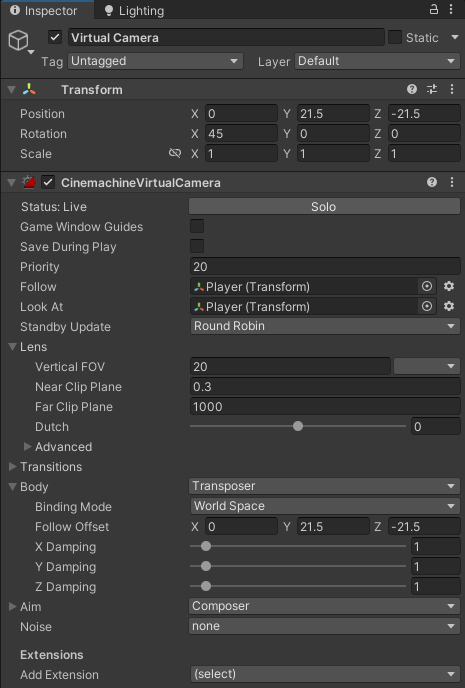 Inspector Lighting
Virtual Camera Static
Tag Untagged Layer Default
Transform
Position X 0 Y 21.5 Z -21.5
Rotation X 45 Y 0 Z 0
Scale X 1 Y 1 Z 1
CinemachineVirtualCamera
Status: Live Solo
Game Window Guides
Save During Play
Priority 20
Follow Player (Transform)
Look At Player (Transform)
Standby Update Round Robin
Lens
Vertical FOV 20
Near Clip Plane 0.3
Far Clip Plane 1000
Dutch 0
Advanced
Transitions
Body Transposer
Binding Mode World Space
Follow Offset X 0 Y 21.5 Z -21.5
X Damping 1
Y Damping 1
Z Damping 1
Aim Composer
Noise none
Extensions
Add Extension (select)